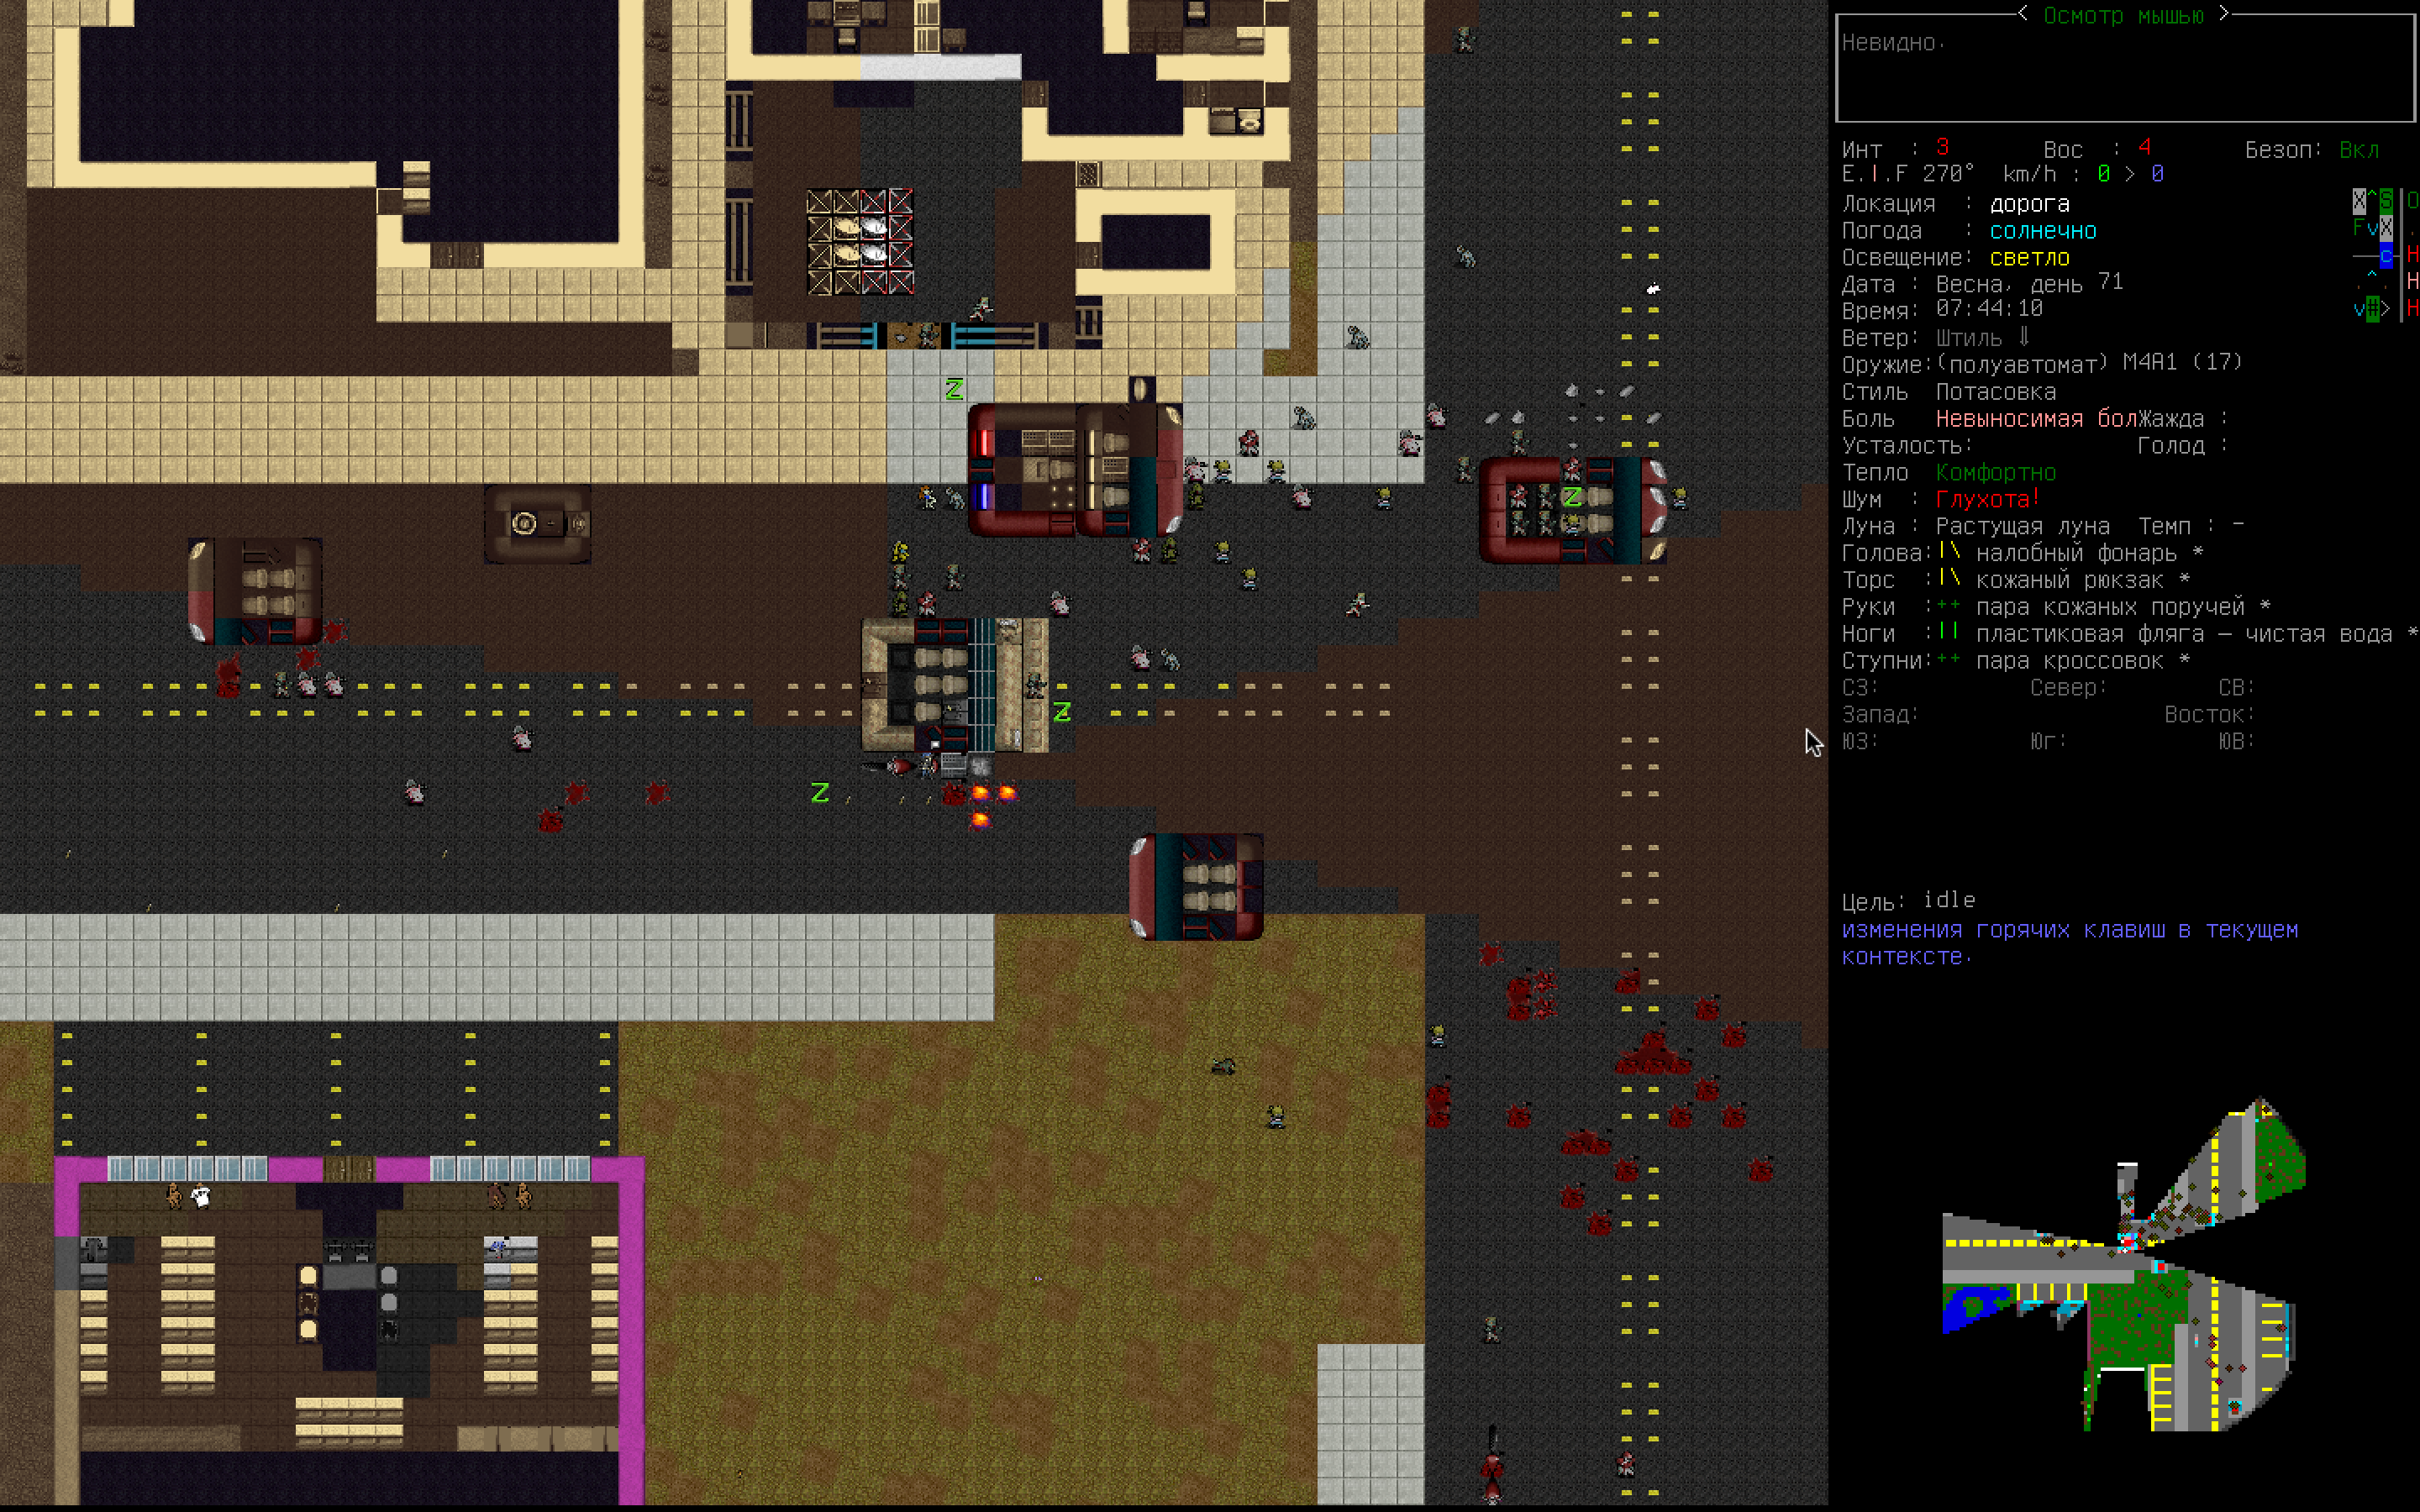 < Осмотр мышью >
Невидно.
Инт : 3 Вос : 4 Безоп: Вкл
E.I.F 270° km/h : 0 > 0
Локация : дорога
Погода : солнечно
Освещение: светло
Дата : Весна, день 71
Время: 07:44:10
Ветер: Штиль ⇓
Оружие:(полуавтомат) M4A1 (17)
Стиль Потасовка
Боль Невыносимая болЖажда :
Усталость: Голод :
Тепло Комфортно
Шум : Глухота!
Луна : Растущая луна Темп : -
Голова:|\ налобный фонарь *
Торс :|\ кожаный рюкзак *
Руки :++ пара кожаных поручей *
Ноги :|| пластиковая фляга — чистая вода *
Ступни:++ пара кроссовок *
СЗ: Север: СВ:
Запад: Восток:
ЮЗ: Юг: ЮВ:
Цель: idle
изменения горячих клавиш в текущем
контексте.
Z
Z
Z
Z